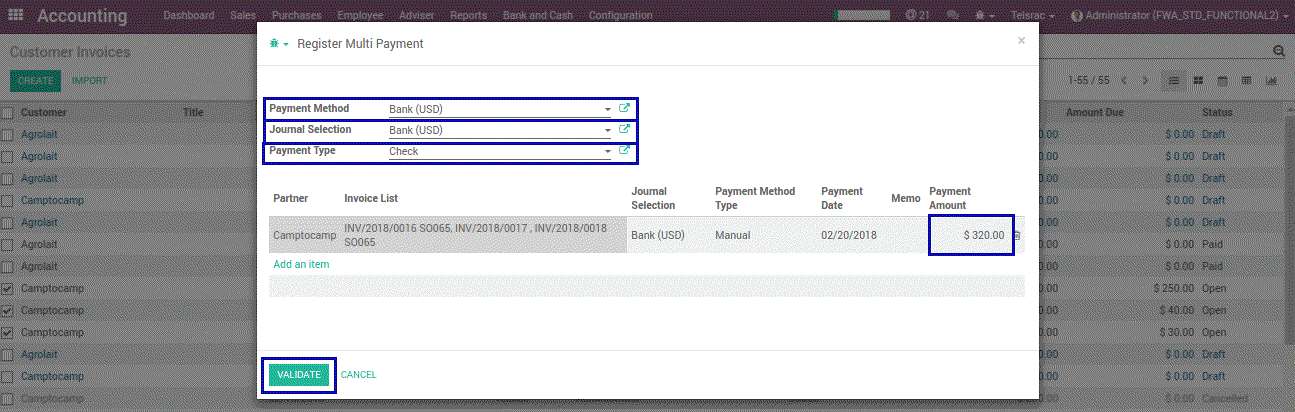 Accounting Dashboard Sales Purchases Employee Adviser Reports Bank and Cash Configuration @ 21 Telsrac Administrator (FWA_STD_FUNCTIONAL2)
Customer Invoices
CREATE IMPORT
1-55 / 55
Register Multi Payment ×
Payment Method Bank (USD)
Journal Selection Bank (USD)
Payment Type Check
Partner Invoice List Journal Selection Payment Method Type Payment Date Memo Payment Amount
Camptocamp INV/2018/0016 SO065, INV/2018/0017 , INV/2018/0018 SO065 Bank (USD) Manual 02/20/2018 $ 320.00
Add an item
VALIDATE CANCEL
Customer Title Amount Due Status
Agrolait $ 0.00 Draft
Agrolait $ 0.00 Draft
Agrolait $ 0.00 Draft
Camptocamp $ 0.00 Draft
Agrolait $ 0.00 Draft
Agrolait $ 0.00 Paid
Agrolait $ 0.00 Paid
Camptocamp $ 250.00 Open
Camptocamp $ 40.00 Open
Camptocamp $ 30.00 Open
Agrolait $ 0.00 Draft
Camptocamp $ 0.00 Draft
Camptocamp $ 0.00 Cancelled